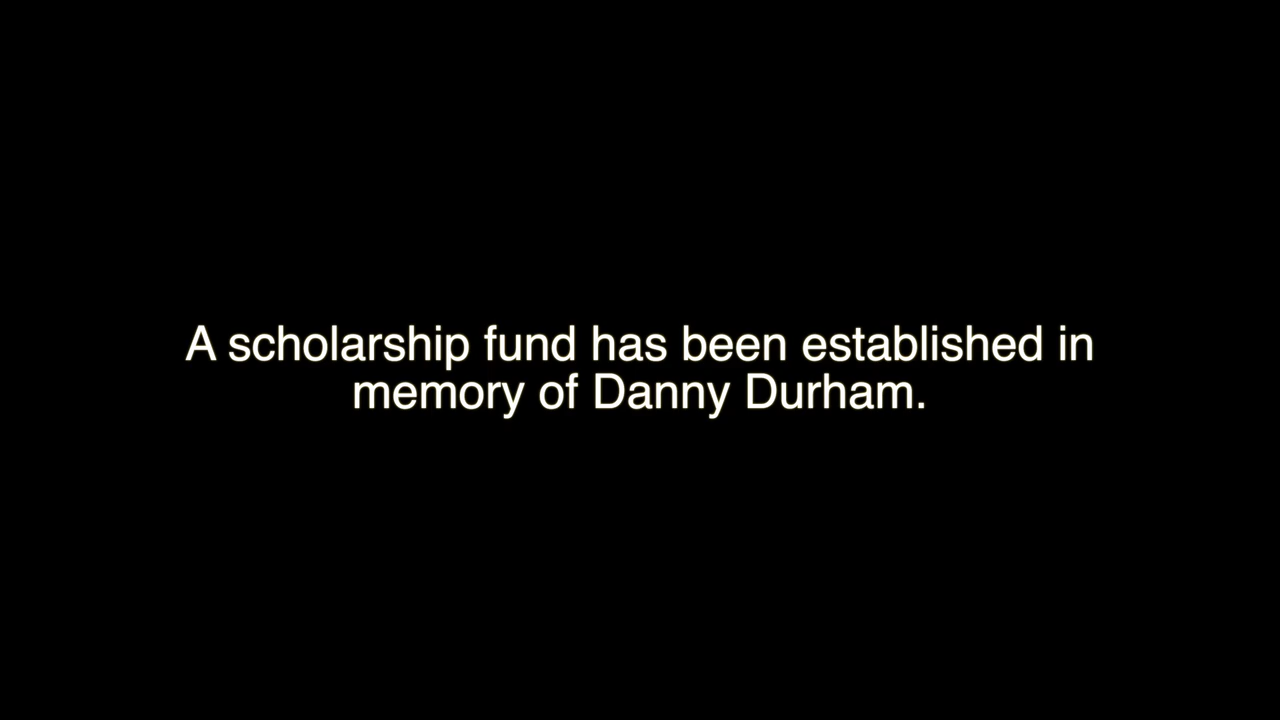 A scholarship fund has been established in
memory of Danny Durham.